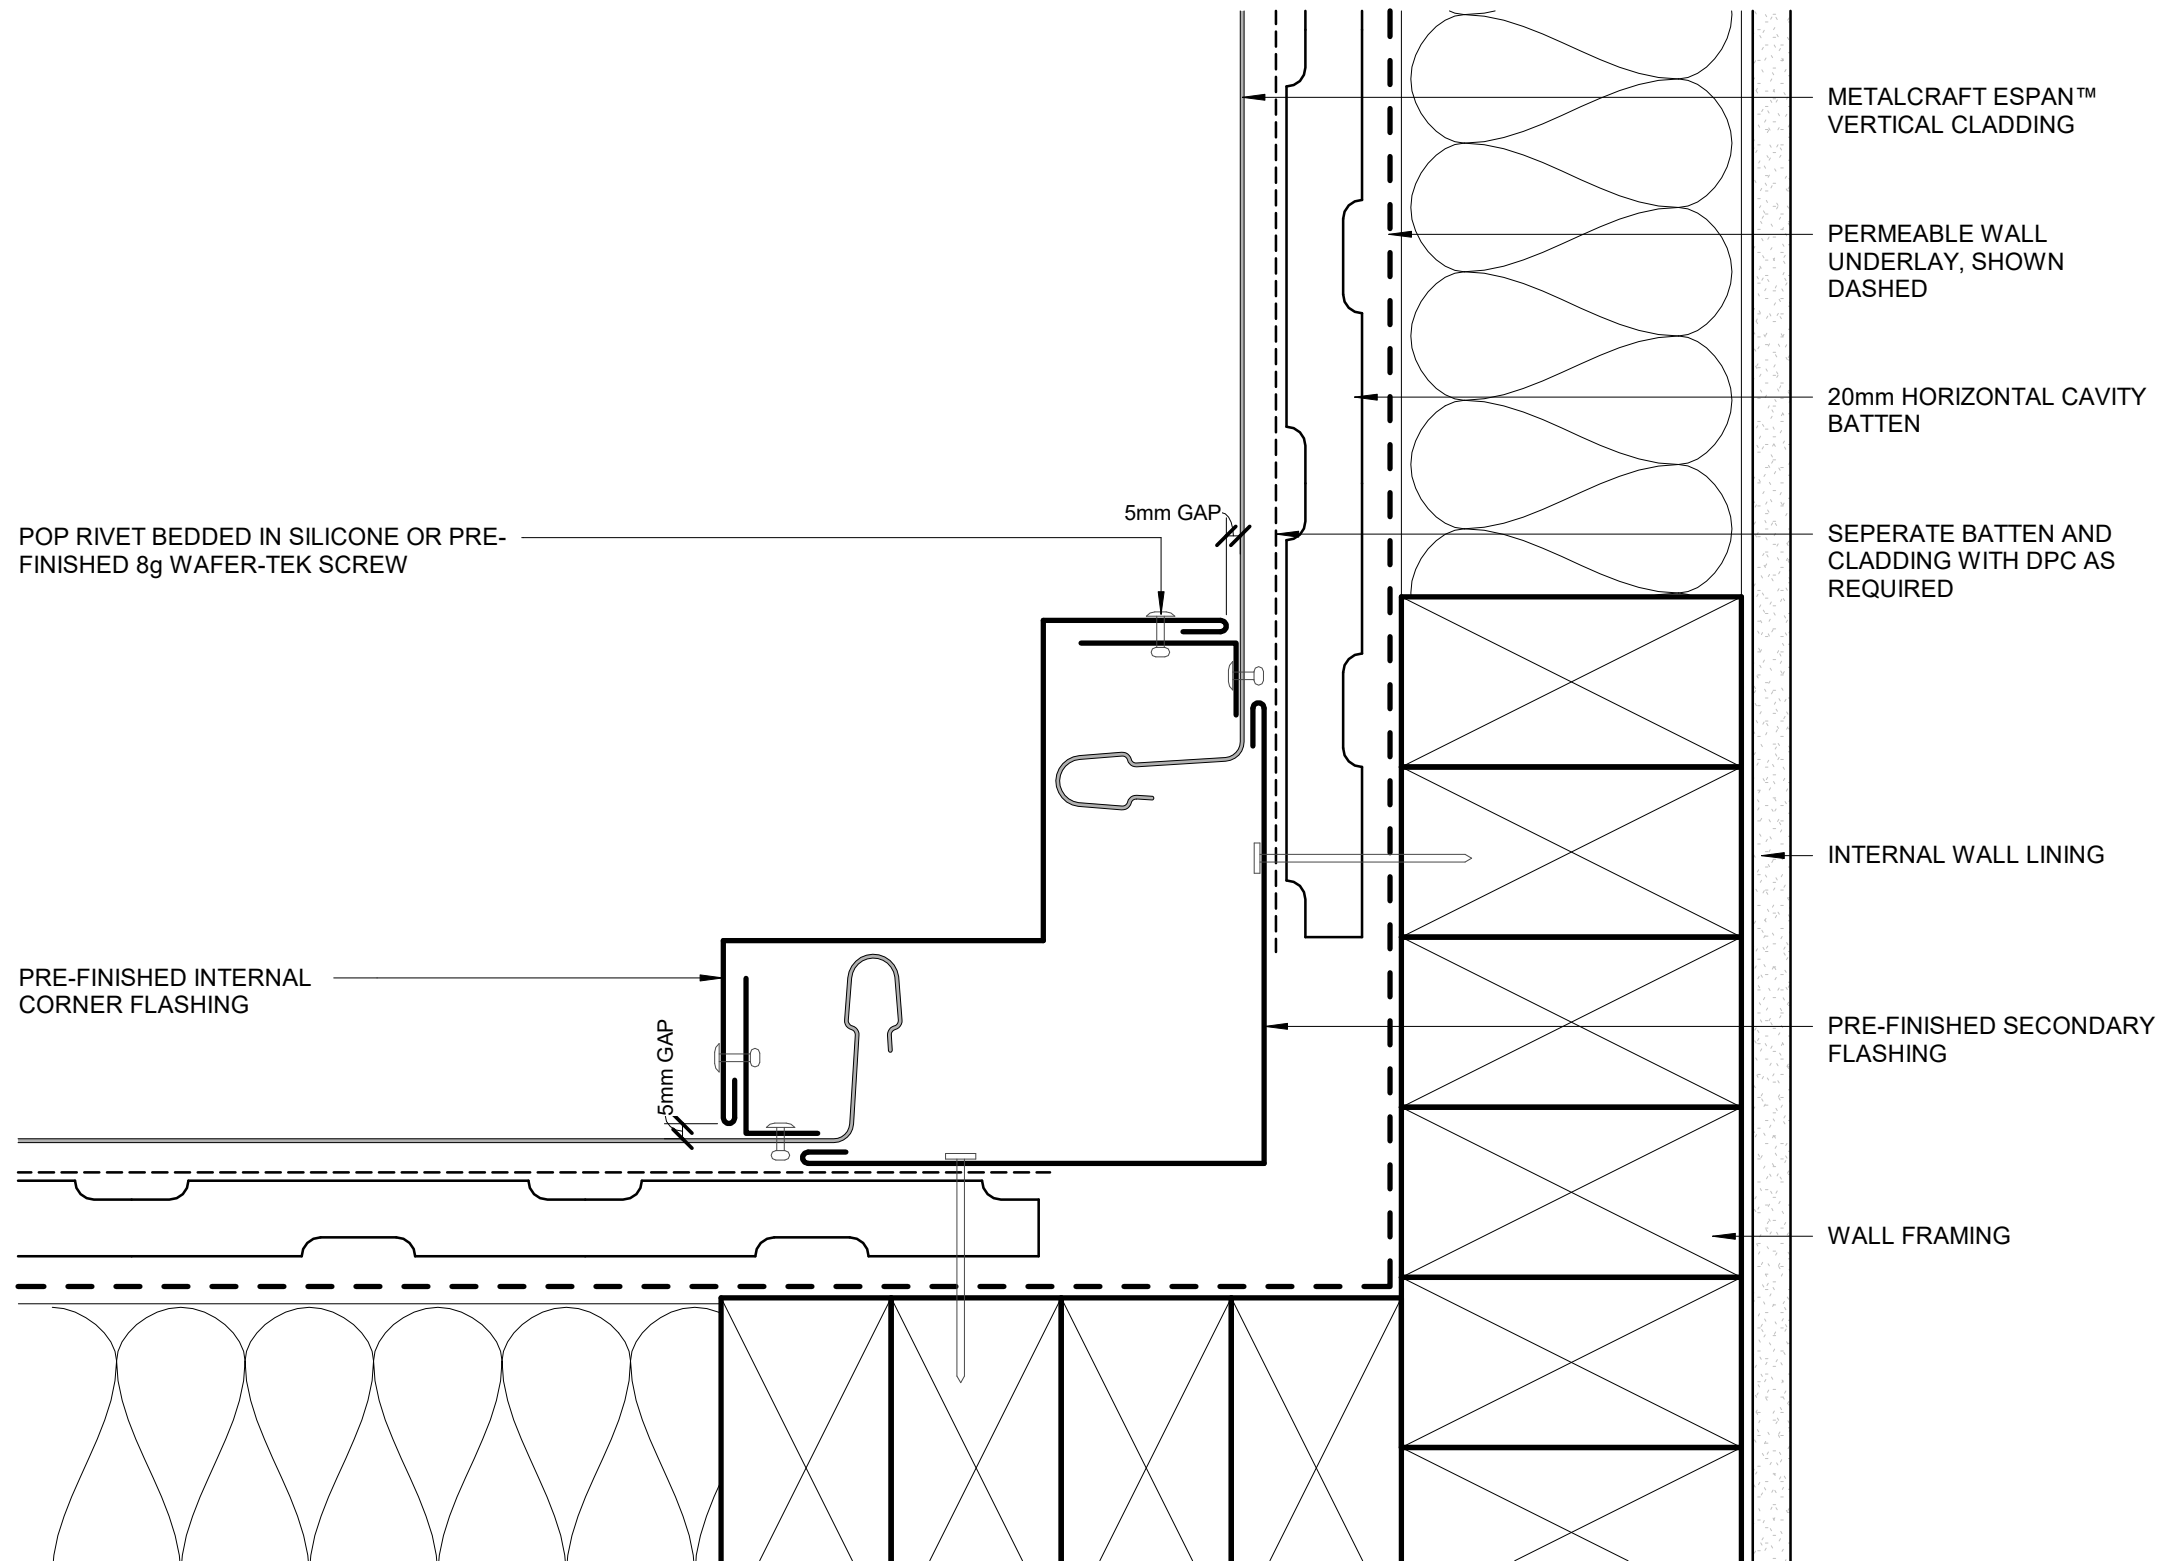 METALCRAFT ESPAN™
VERTICAL CLADDING
PERMEABLE WALL
UNDERLAY, SHOWN
DASHED
20mm HORIZONTAL CAVITY
BATTEN
5mm GAP
POP RIVET BEDDED IN SILICONE OR PRE-
FINISHED 8g WAFER-TEK SCREW
SEPERATE BATTEN AND
CLADDING WITH DPC AS
REQUIRED
INTERNAL WALL LINING
PRE-FINISHED INTERNAL
CORNER FLASHING
5mm GAP
PRE-FINISHED SECONDARY
FLASHING
WALL FRAMING